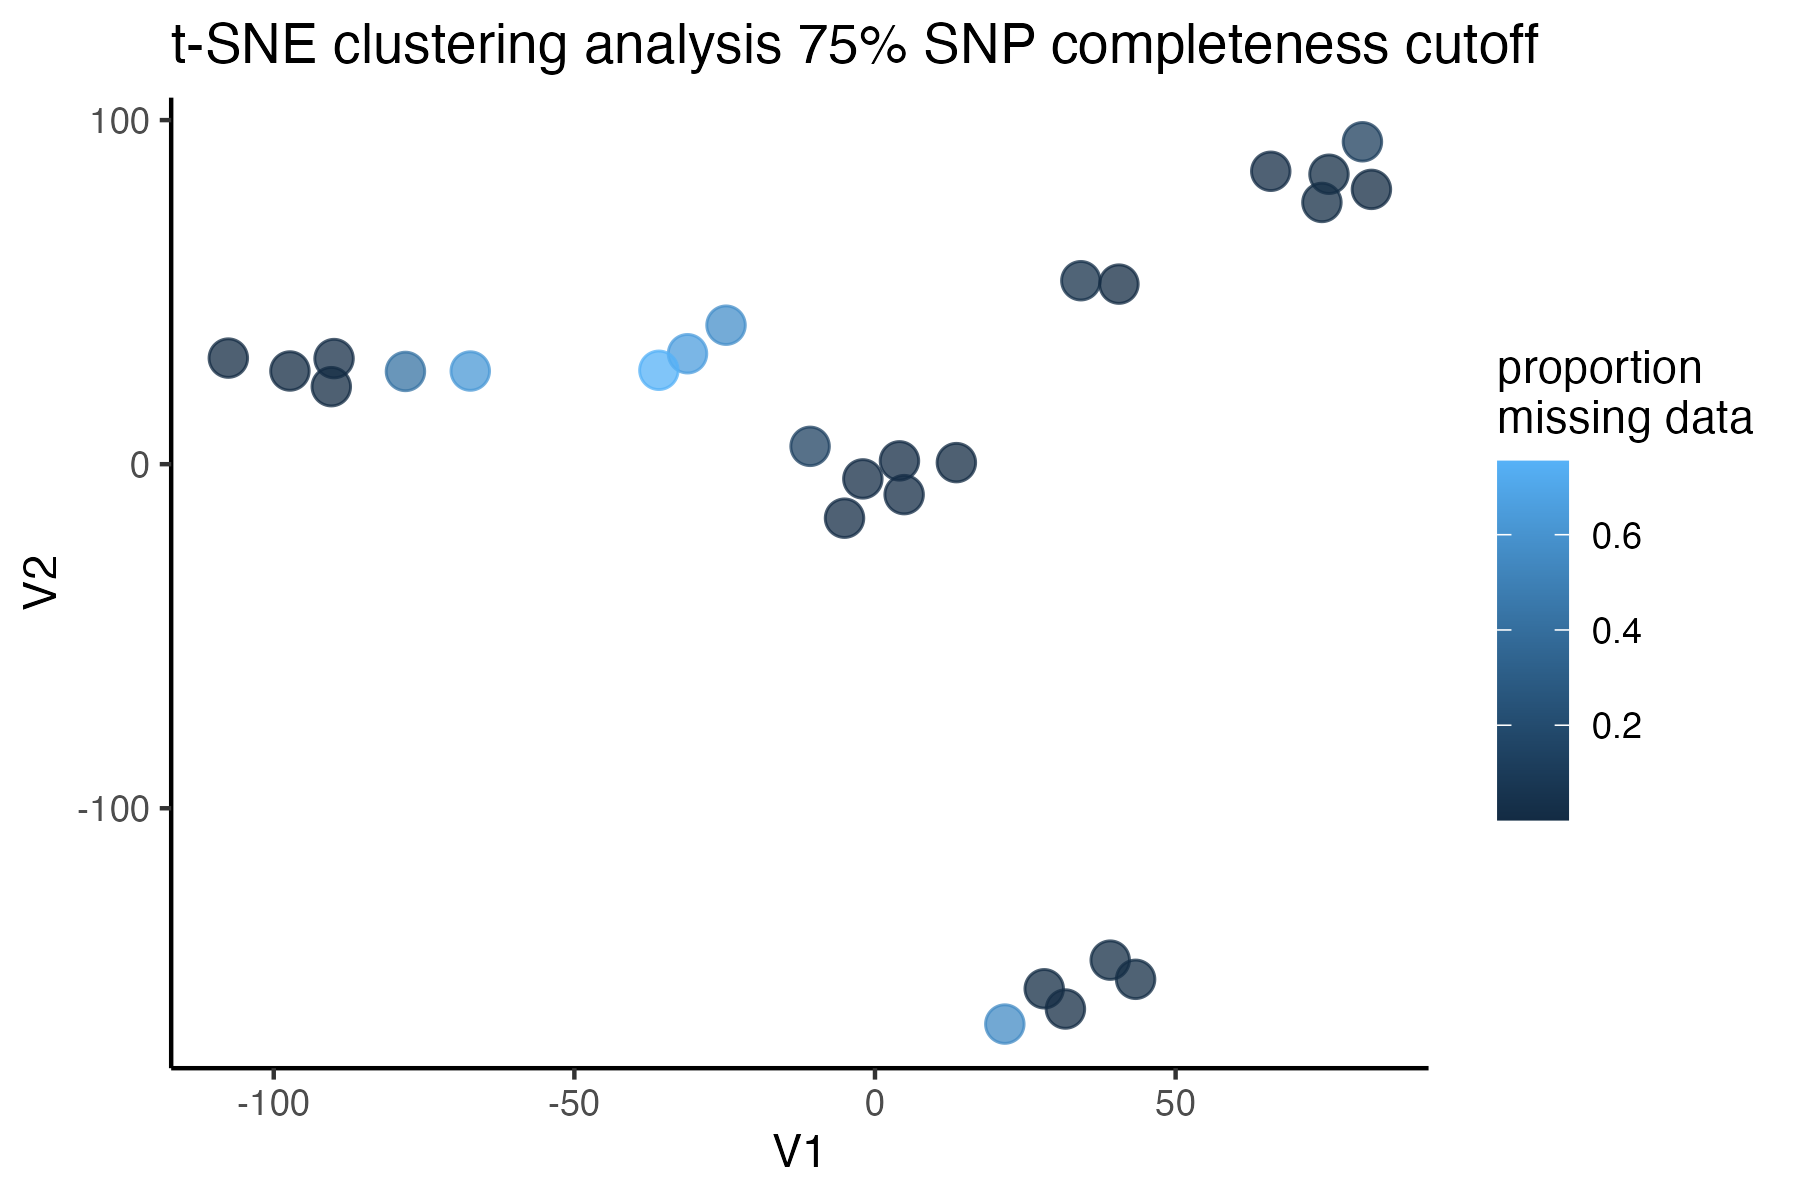 t-SNE clustering analysis 75% SNP completeness cutoff
100
0
-100
V2
-100
-50
0
50
V1
proportion
missing data
0.6
0.4
0.2